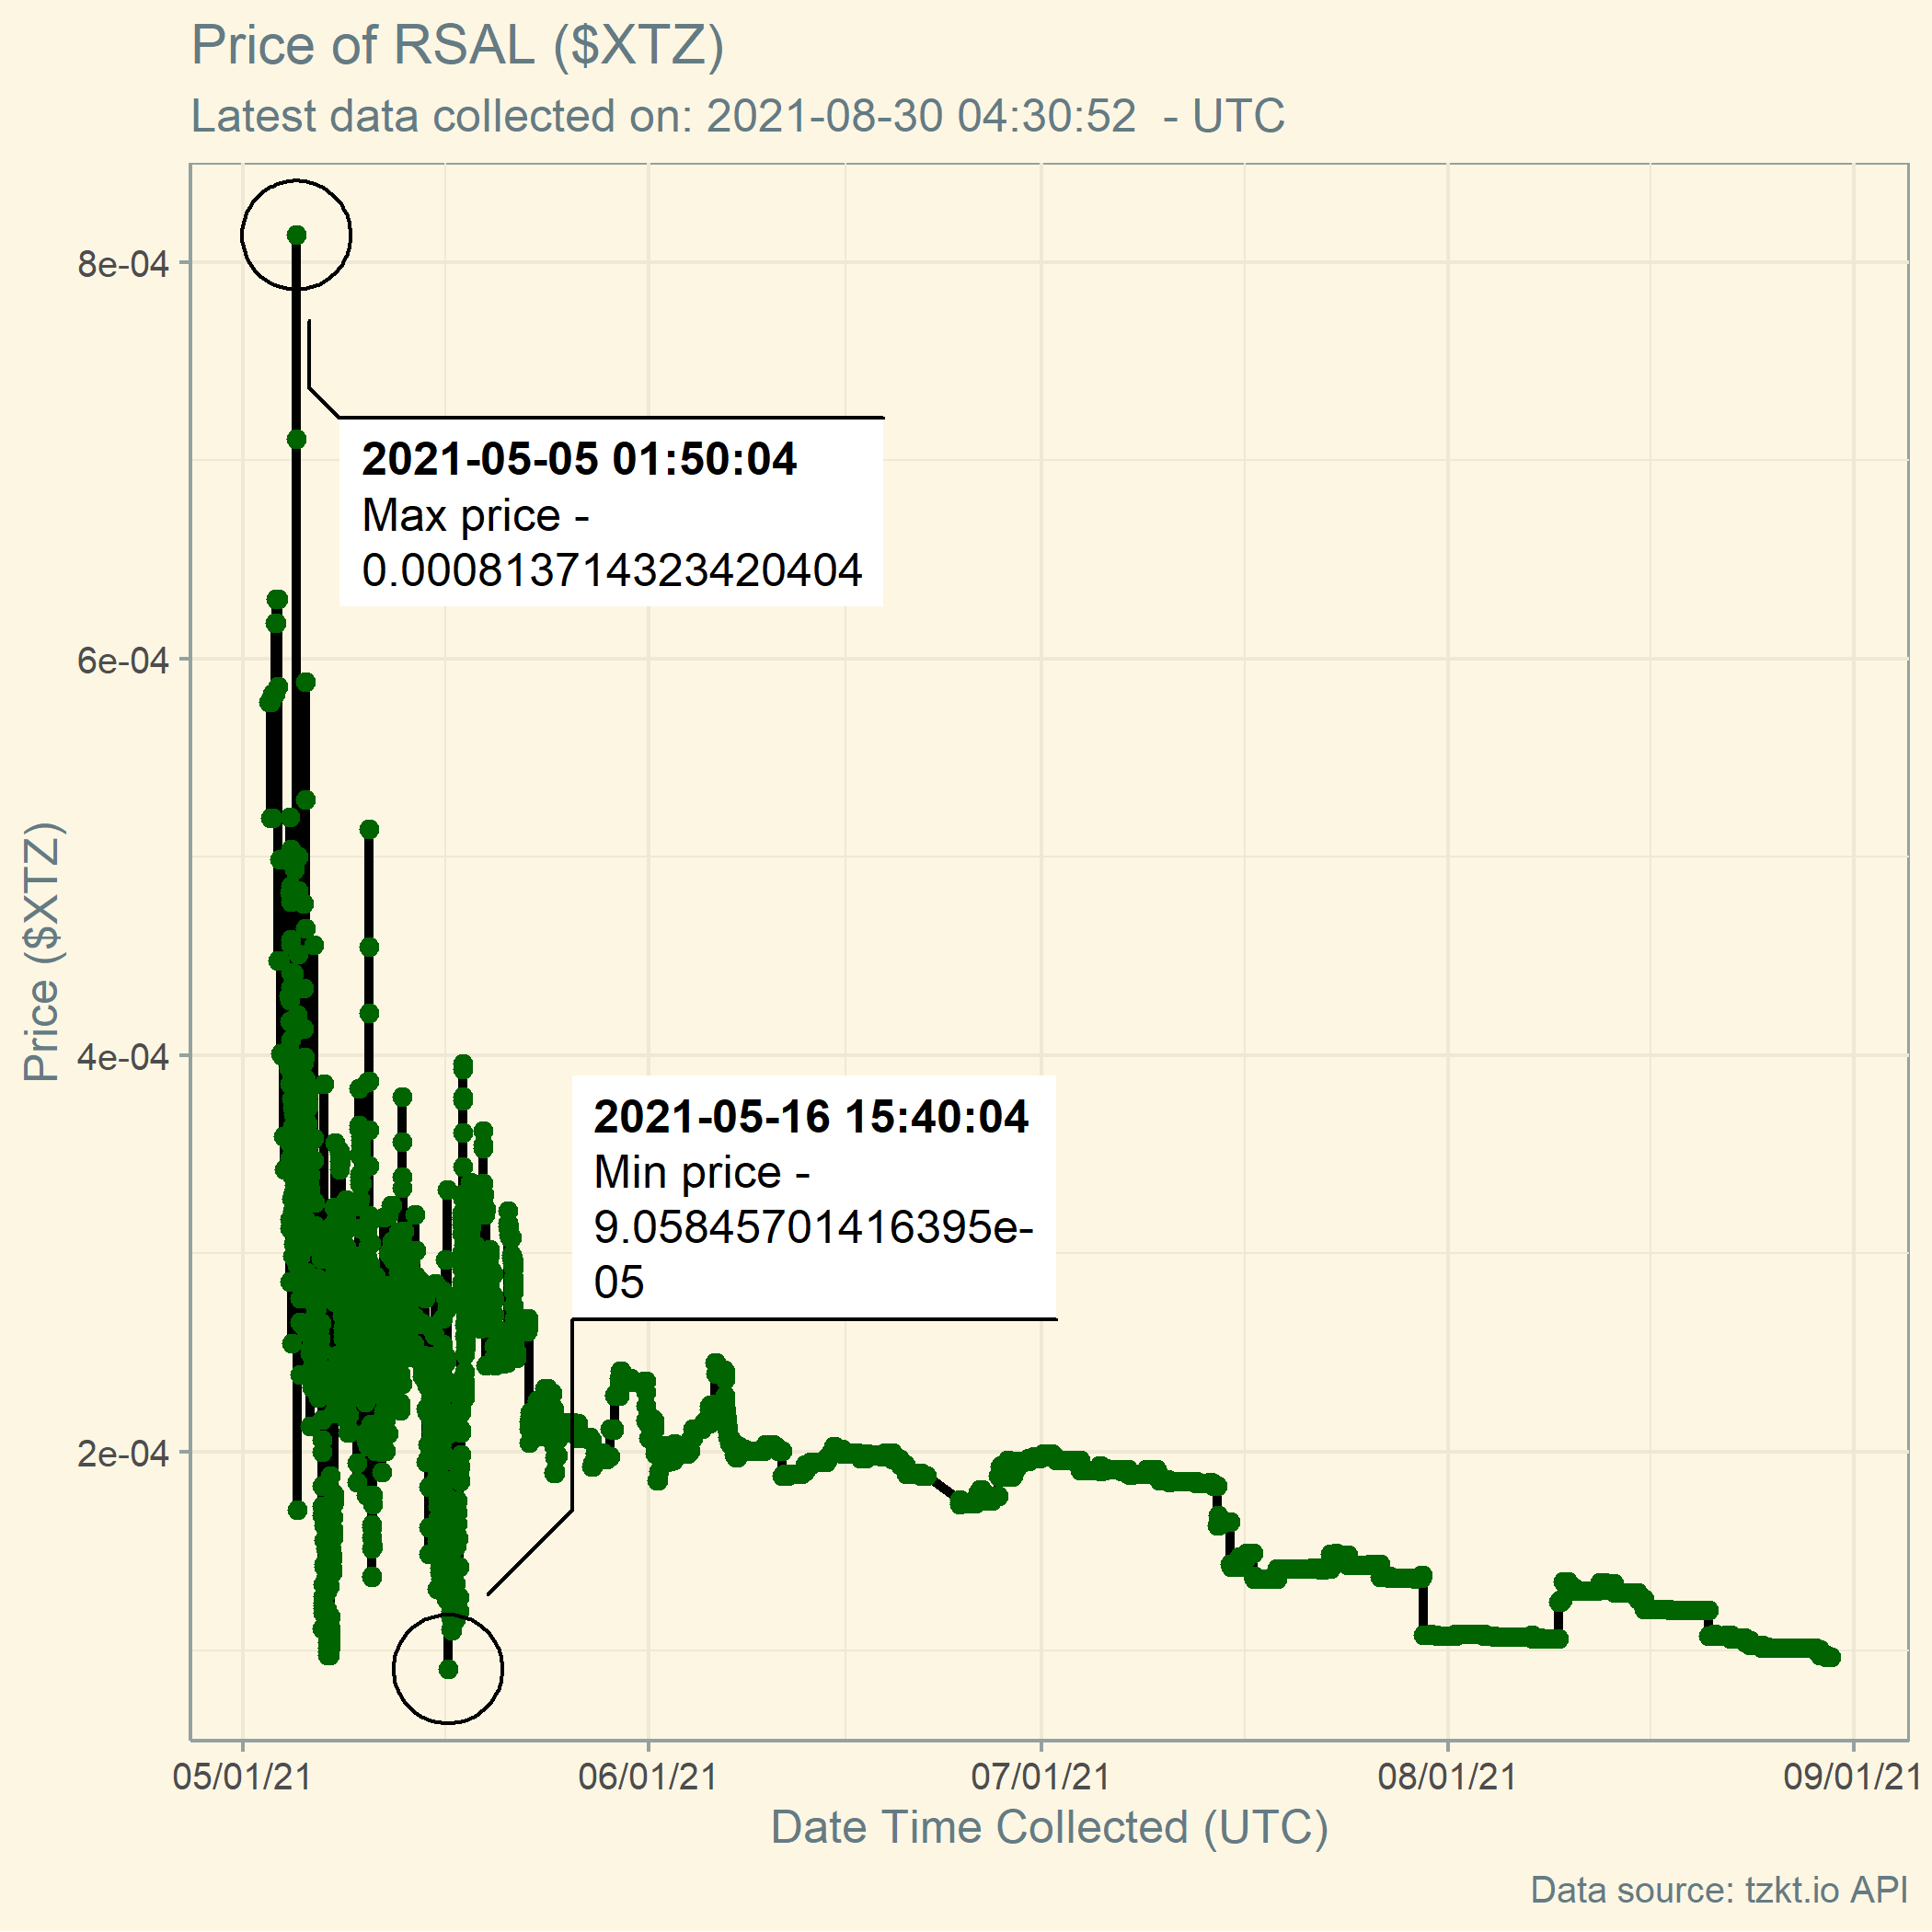 Price of RSAL ($XTZ)
Latest data collected on: 2021-08-30 04:30:52  - UTC
8e-04
6e-04
4e-04
2e-04
Price ($XTZ)
2021-05-05 01:50:04
Max price -
0.000813714323420404
2021-05-16 15:40:04
Min price -
9.05845701416395e-
05
05/01/21
06/01/21
07/01/21
08/01/21
09/01/21
Date Time Collected (UTC)
Data source: tzkt.io API